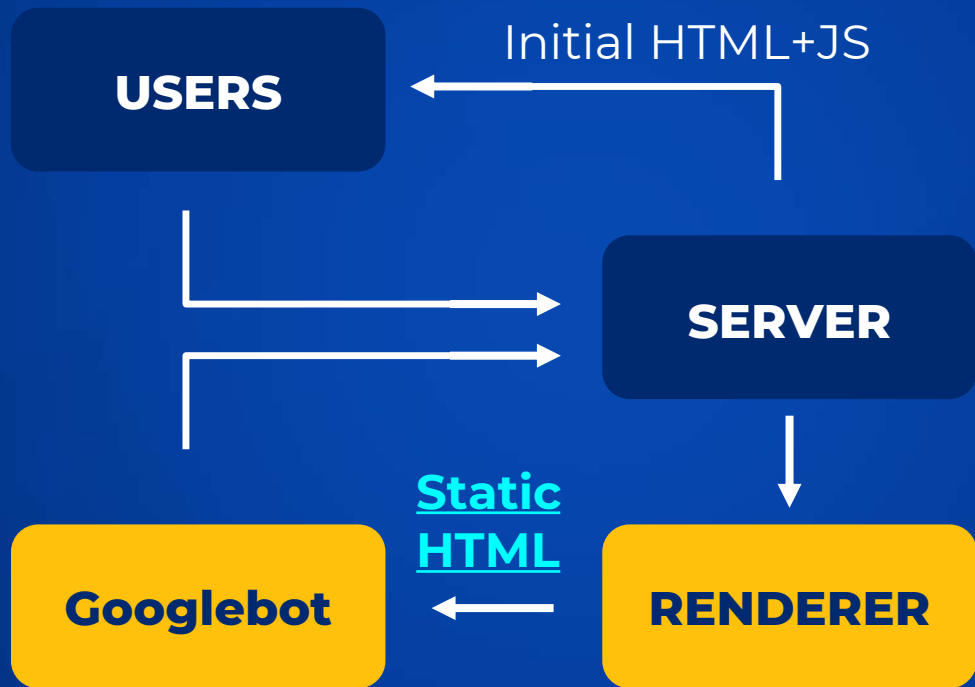 Initial HTML+JS
USERS
SERVER
Static
HTML
Googlebot
RENDERER